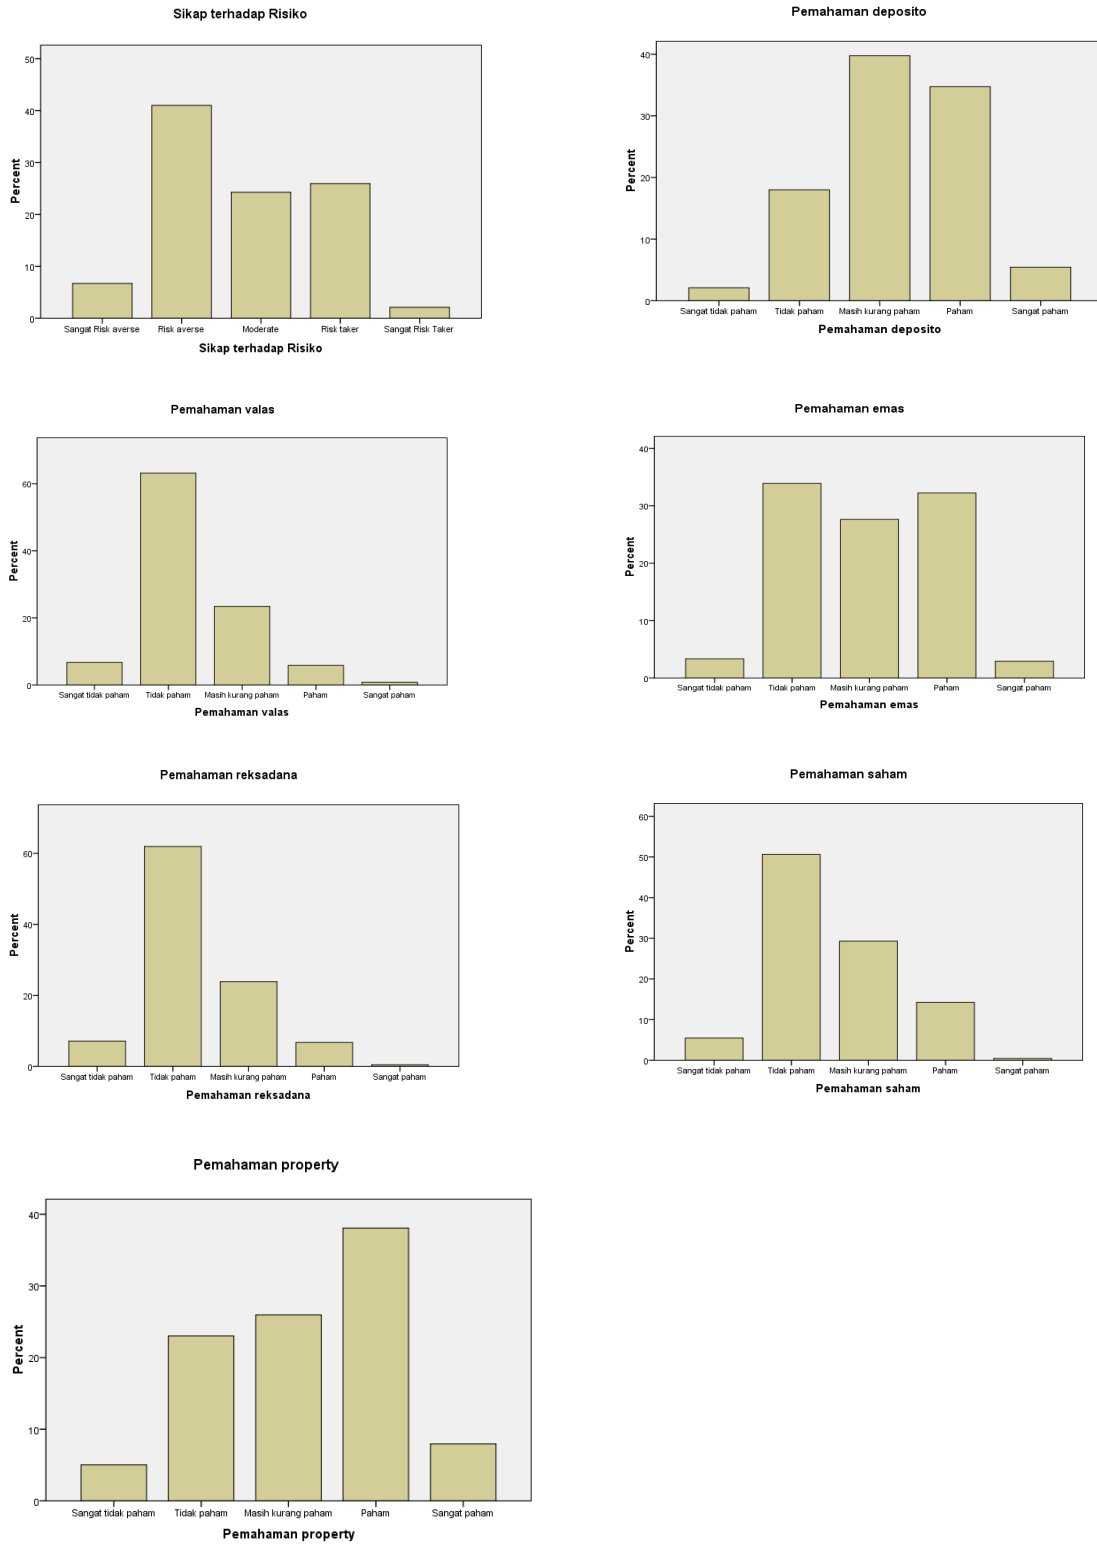 Sikap terhadap Risiko
Percent
50
40
30
20
10
0
Sangat Risk averse Risk averse Moderate Risk taker Sangat Risk Taker
Sikap terhadap Risiko
Pemahaman deposito
Percent
40
30
20
10
0
Sangat tidak paham Tidak paham Masih kurang paham Paham Sangat paham
Pemahaman deposito
Pemahaman valas
Percent
60
40
20
0
Sangat tidak paham Tidak paham Masih kurang paham Paham Sangat paham
Pemahaman valas
Pemahaman emas
Percent
40
30
20
10
0
Sangat tidak paham Tidak paham Masih kurang paham Paham Sangat paham
Pemahaman emas
Pemahaman reksadana
Percent
60
40
20
0
Sangat tidak paham Tidak paham Masih kurang paham Paham Sangat paham
Pemahaman reksadana
Pemahaman saham
Percent
60
50
40
30
20
10
0
Sangat tidak paham Tidak paham Masih kurang paham Paham Sangat paham
Pemahaman saham
Pemahaman property
Percent
40
30
20
10
0
Sangat tidak paham Tidak paham Masih kurang paham Paham Sangat paham
Pemahaman property